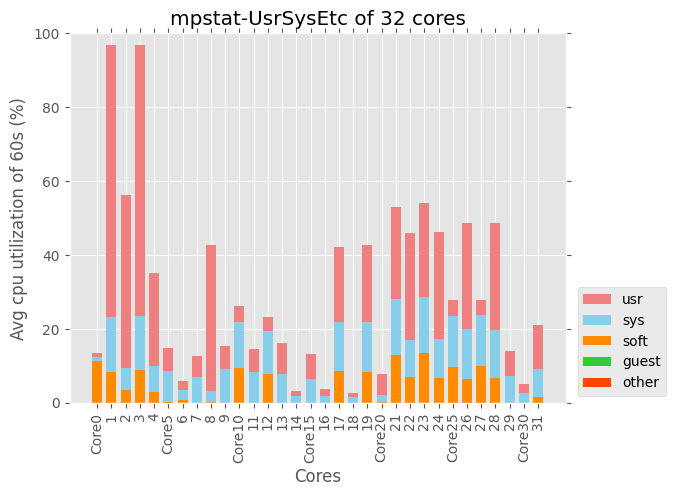 mpstat-UsrSysEtc of 32 cores
Avg cpu utilization of 60s (%)
100
80
60
40
20
0
Core0 1 2 3 4 Core5 6 7 8 9 Core10 11 12 13 14 Core15 16 17 18 19 Core20 21 22 23 24 Core25 26 27 28 29 Core30 31
Cores
usr
sys
soft
guest
other